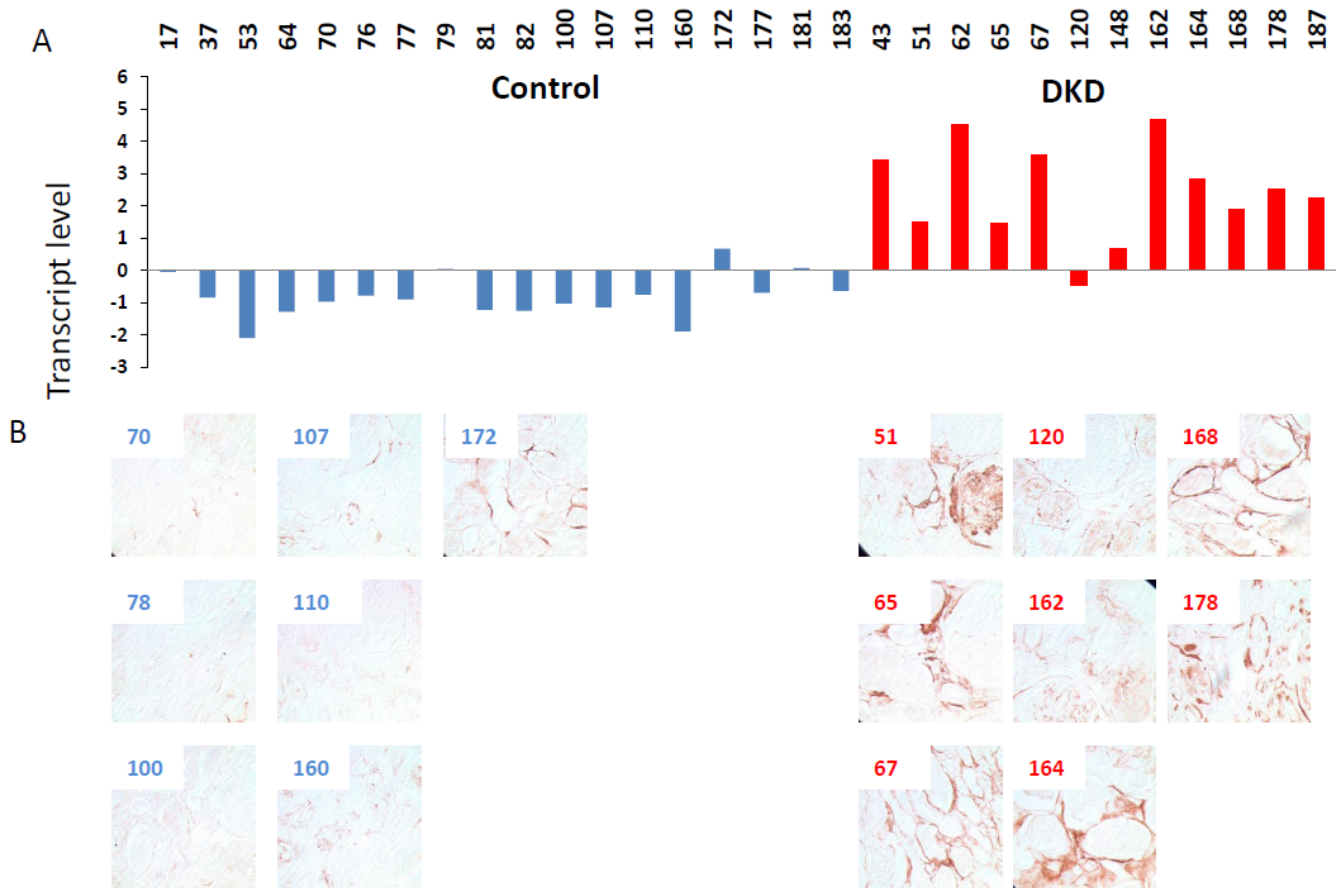 A
17 37 53 64 70 76 77 79 81 82 100 107 110 160 172 177 181 183 43 51 62 65 67 120 148 162 164 168 178 187
Control DKD
Transcript level
6
5
4
3
2
1
0
-1
-2
-3
B
70 107 172 51 120 168
78 110 65 162 178
100 160 67 164